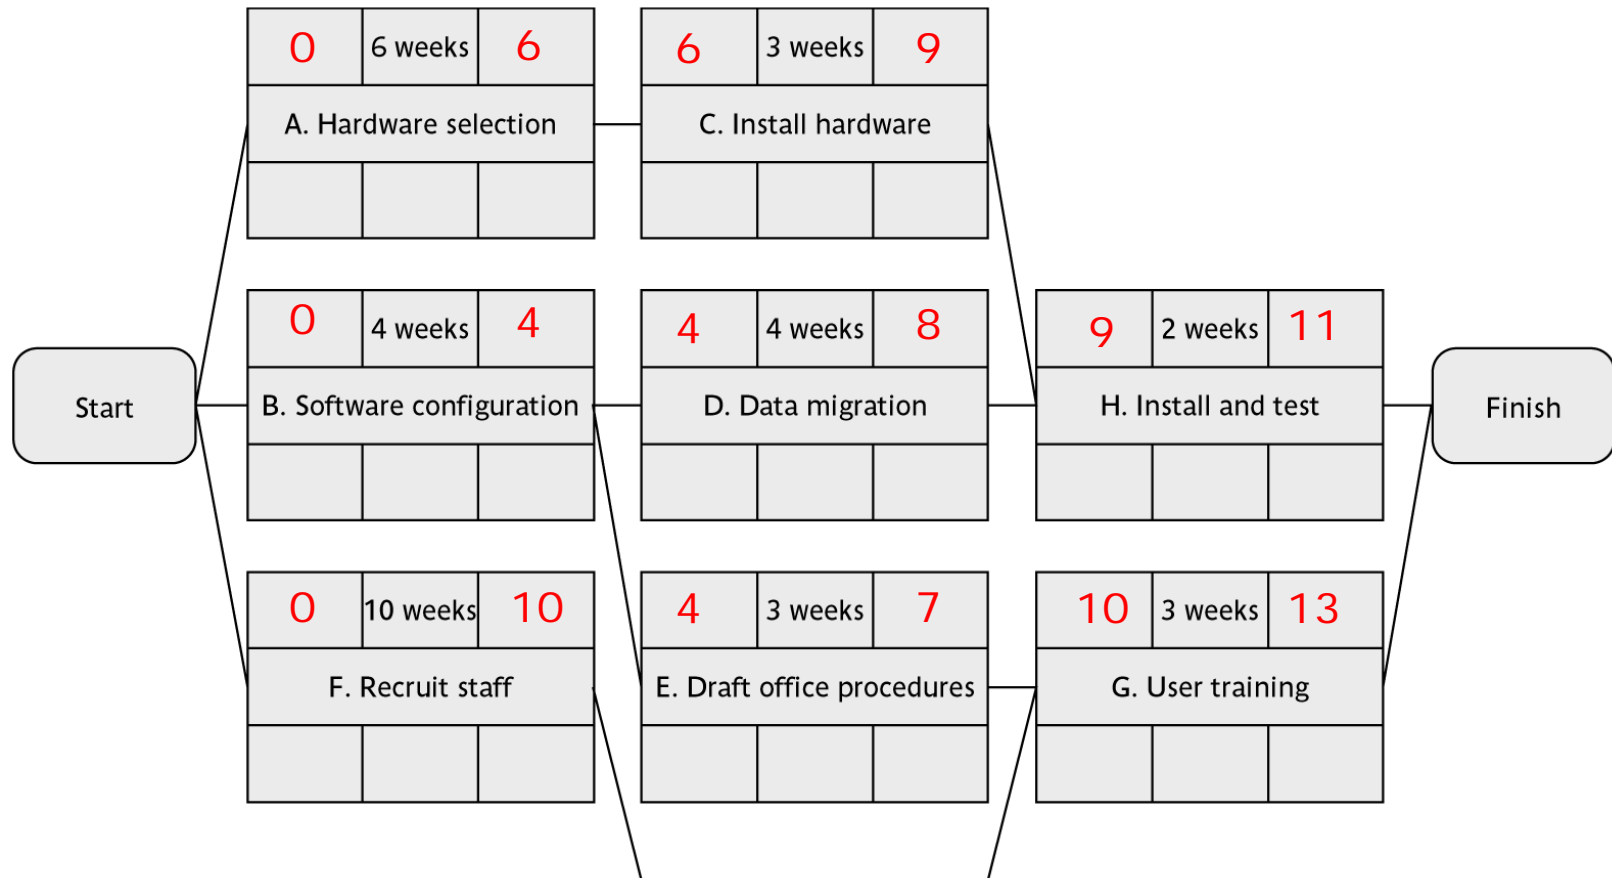 0 6 weeks 6
A. Hardware selection
6 3 weeks 9
C. Install hardware
Start
0 4 weeks 4
B. Software configuration
4 4 weeks 8
D. Data migration
9 2 weeks 11
H. Install and test
Finish
0 10 weeks 10
F. Recruit staff
4 3 weeks 7
E. Draft office procedures
10 3 weeks 13
G. User training